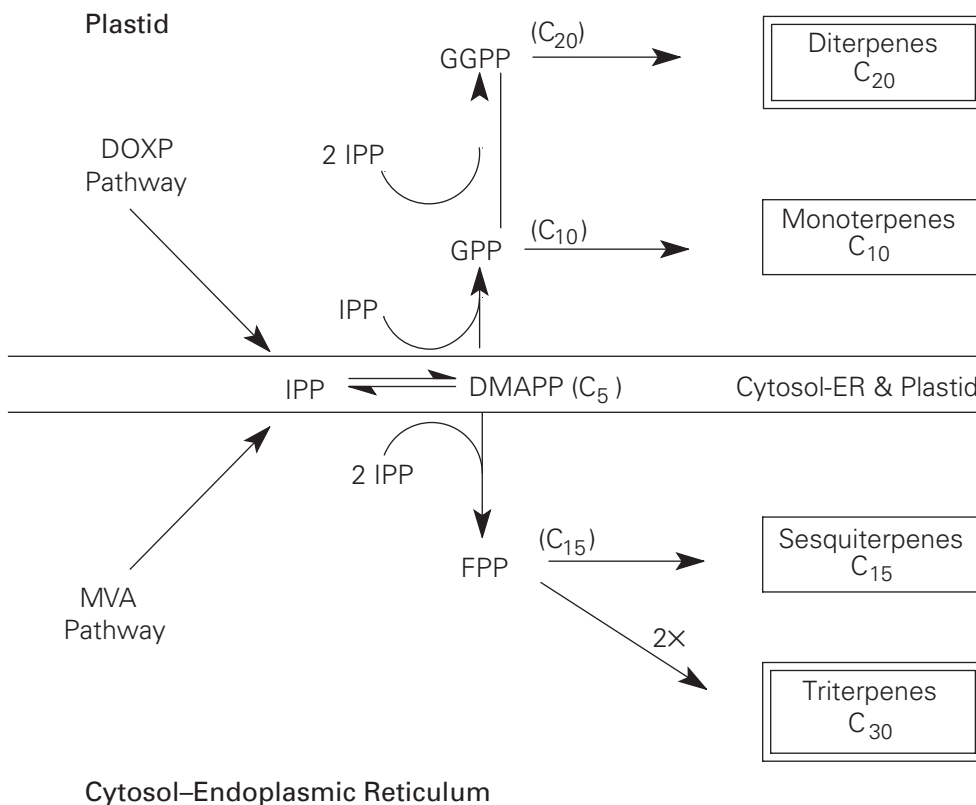 Plastid
GGPP
(C20)
Diterpenes
C20
DOXP
Pathway
2 IPP
GPP
(C10)
Monoterpenes
C10
IPP
IPP
DMAPP (C5 )
Cytosol-ER & Plastid
2 IPP
FPP
(C15)
Sesquiterpenes
C15
MVA
Pathway
2×
Triterpenes
C30
Cytosol–Endoplasmic Reticulum